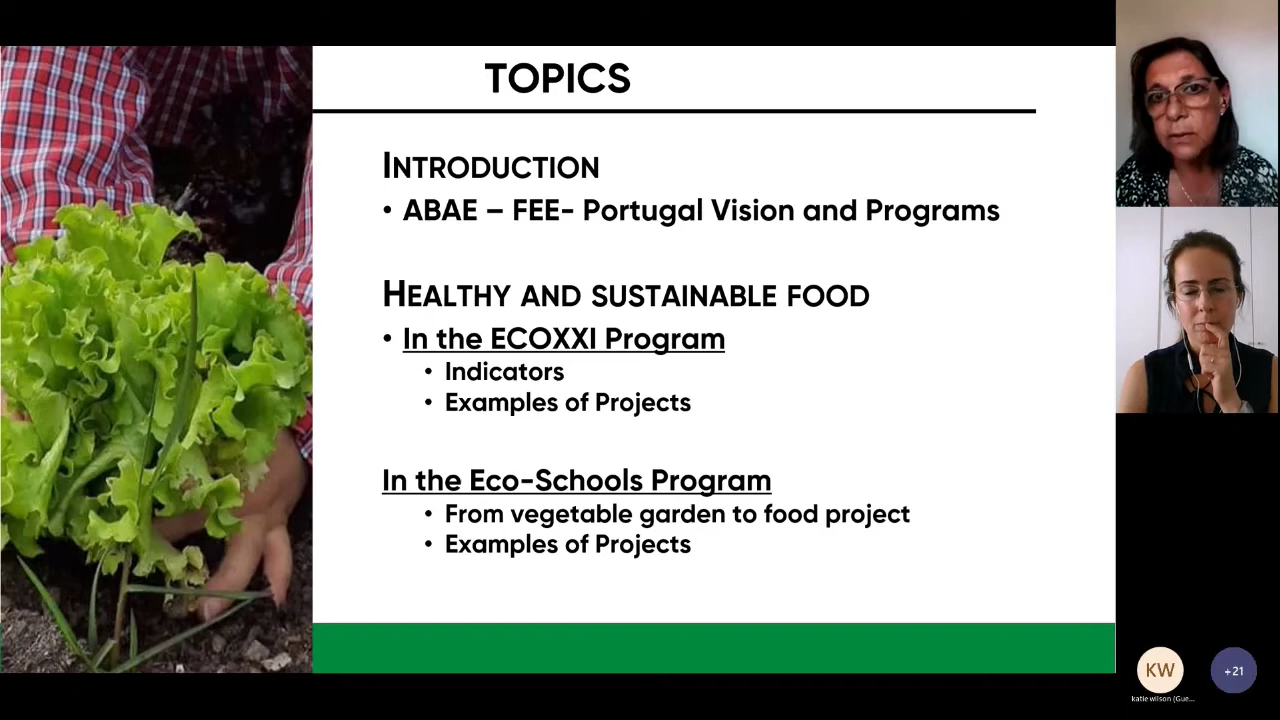 TOPICS
INTRODUCTION
• ABAE – FEE- Portugal Vision and Programs
HEALTHY AND SUSTAINABLE FOOD
• In the ECOXXI Program
• Indicators
• Examples of Projects
In the Eco-Schools Program
• From vegetable garden to food project
• Examples of Projects
KW
+21
katie wilson (Gue...